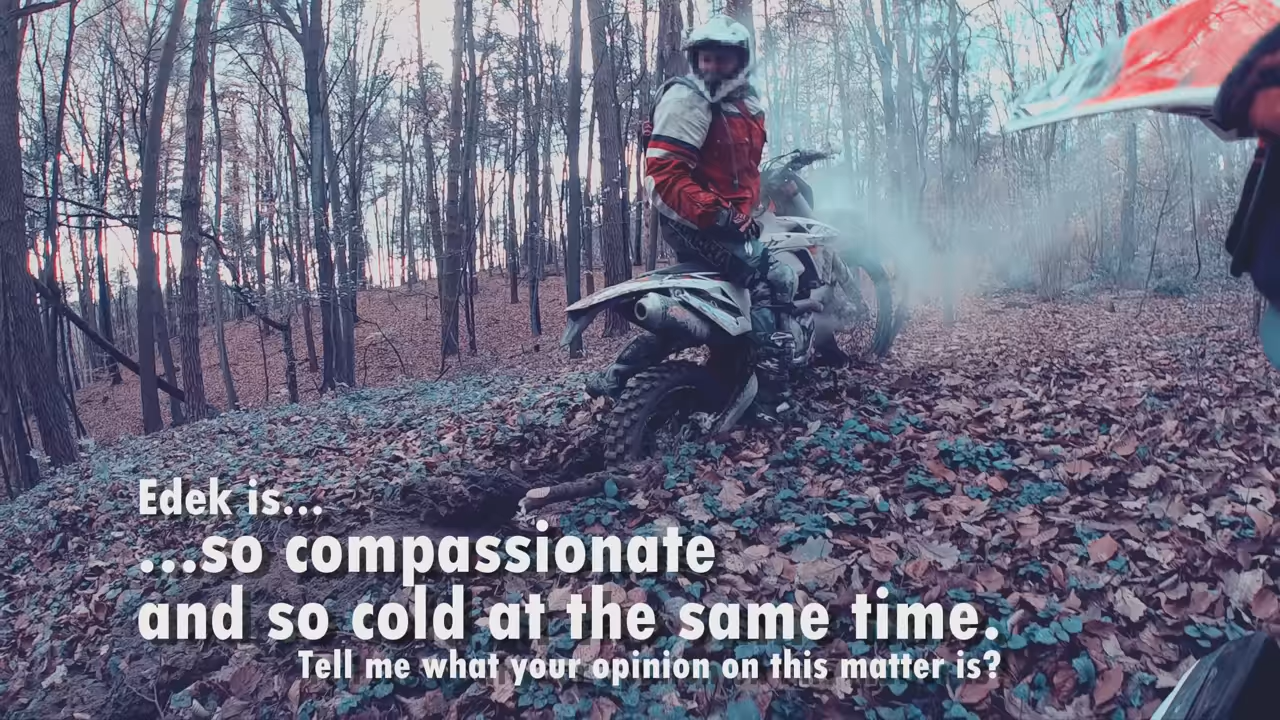 Edek is...
...so compassionate
and so cold at the same time.
Tell me what your opinion on this matter is?